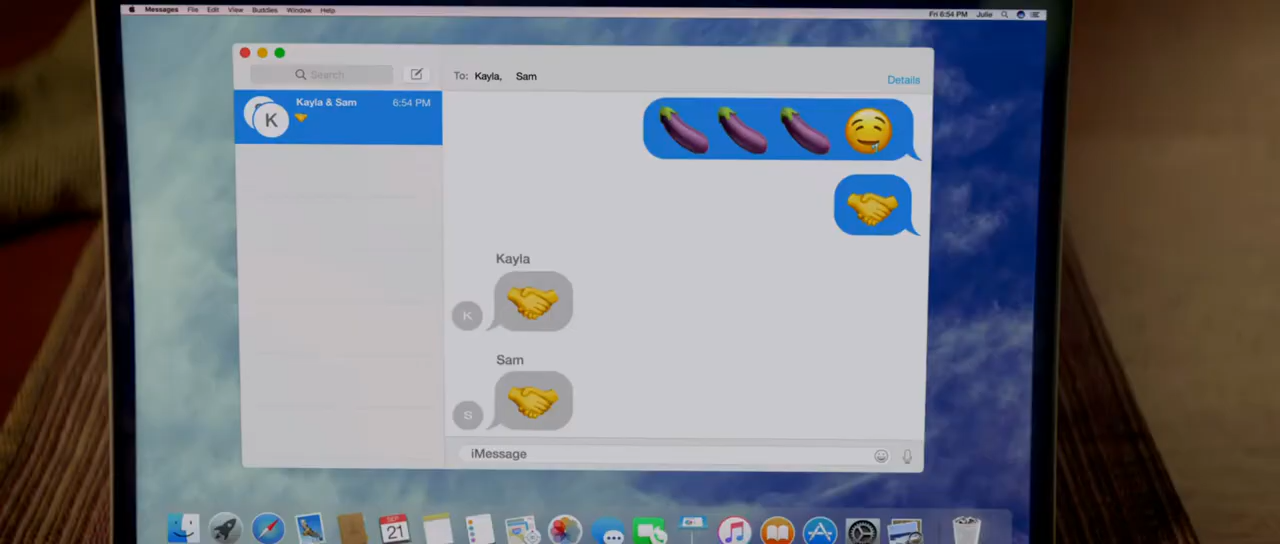 Messages File Edit View Buddies Window Help
Fri 6:54 PM Julie
Search
To: Kayla, Sam
Details
Kayla & Sam 6:54 PM
K
Kayla
K
Sam
S
iMessage
SEP
21